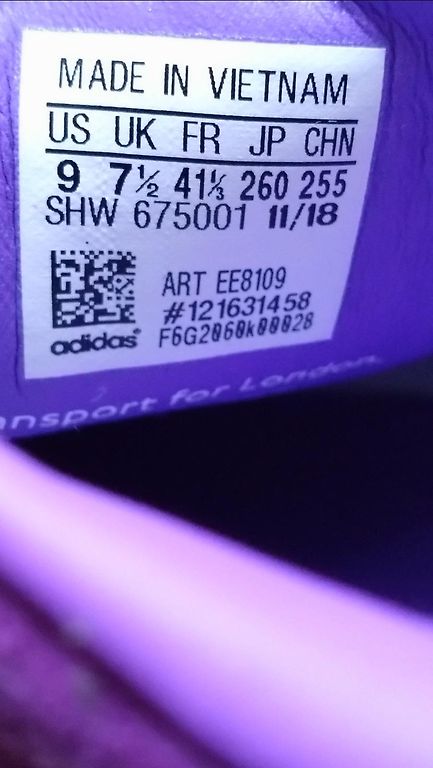 MADE IN VIETNAM
US UK FR JP CHN
9 7½ 41⅓ 260 255
SHW 675001 11/18
ART EE8109
#121631458
adidas® F6G2060k00028
for London